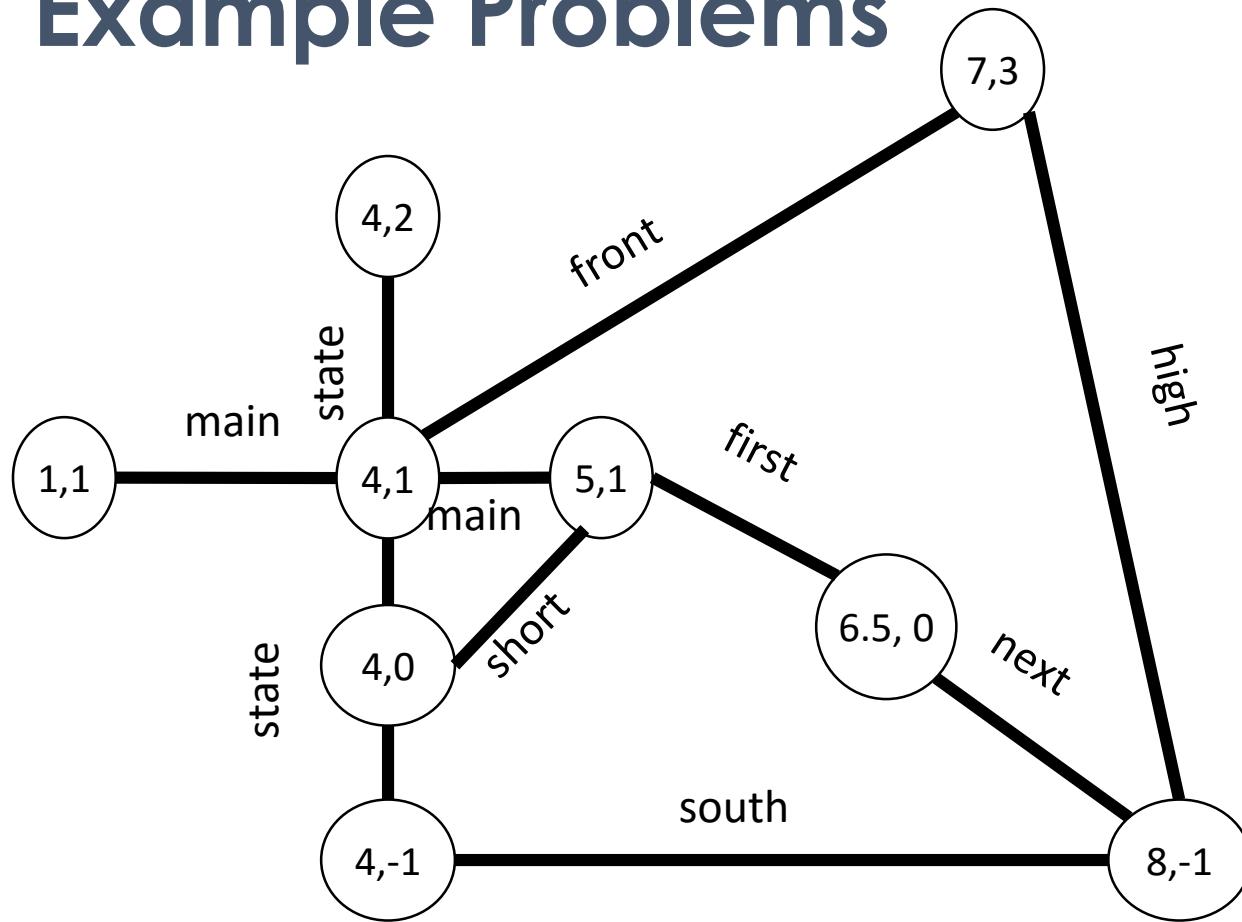 Example Problems
7,3
4,2
front
state
high
main
first
1,1
4,1
5,1
main
short
6.5, 0
next
4,0
state
south
4,-1
8,-1